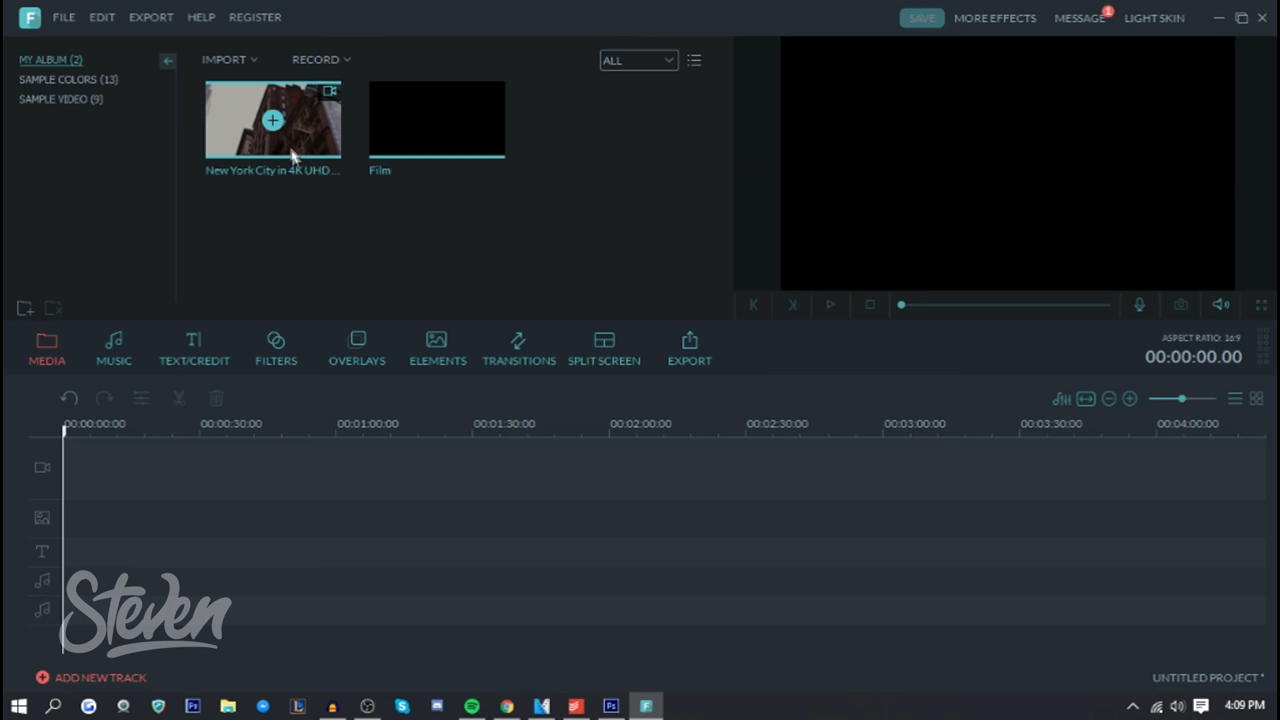 FILE EDIT EXPORT HELP REGISTER SAVE MORE EFFECTS MESSAGE 1 LIGHT SKIN
MY ALBUM (2) IMPORT RECORD ALL
SAMPLE COLORS (13)
SAMPLE VIDEO (9)
New York City in 4K UHD... Film
MEDIA MUSIC TEXT/CREDIT FILTERS OVERLAYS ELEMENTS TRANSITIONS SPLIT SCREEN EXPORT
ASPECT RATIO: 16:9
00:00:00.00
00:00:00:00 00:00:30:00 00:01:00:00 00:01:30:00 00:02:00:00 00:02:30:00 00:03:00:00 00:03:30:00 00:04:00:00
Steven
ADD NEW TRACK UNTITLED PROJECT*
4:09 PM